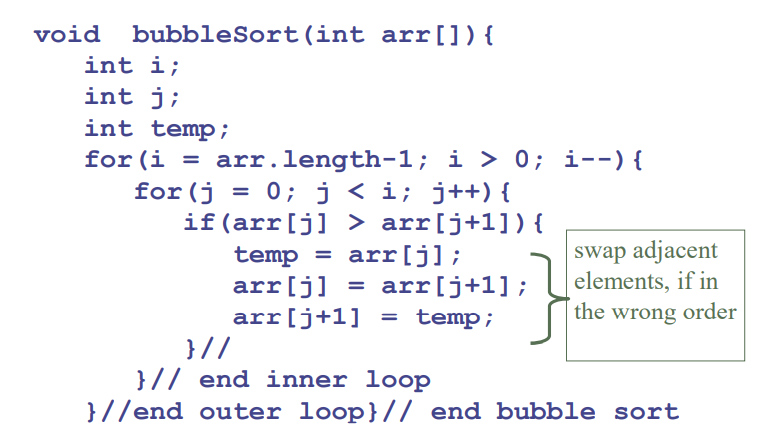 void  bubbleSort(int arr[]){
int i;
int j;
int temp;
for(i = arr.length-1; i > 0; i--){
for(j = 0; j < i; j++){
if(arr[j] > arr[j+1]){
temp = arr[j];
arr[j] = arr[j+1];
arr[j+1] = temp;
}//
}// end inner loop
}//end outer loop}// end bubble sort
swap adjacent
elements, if in
the wrong order